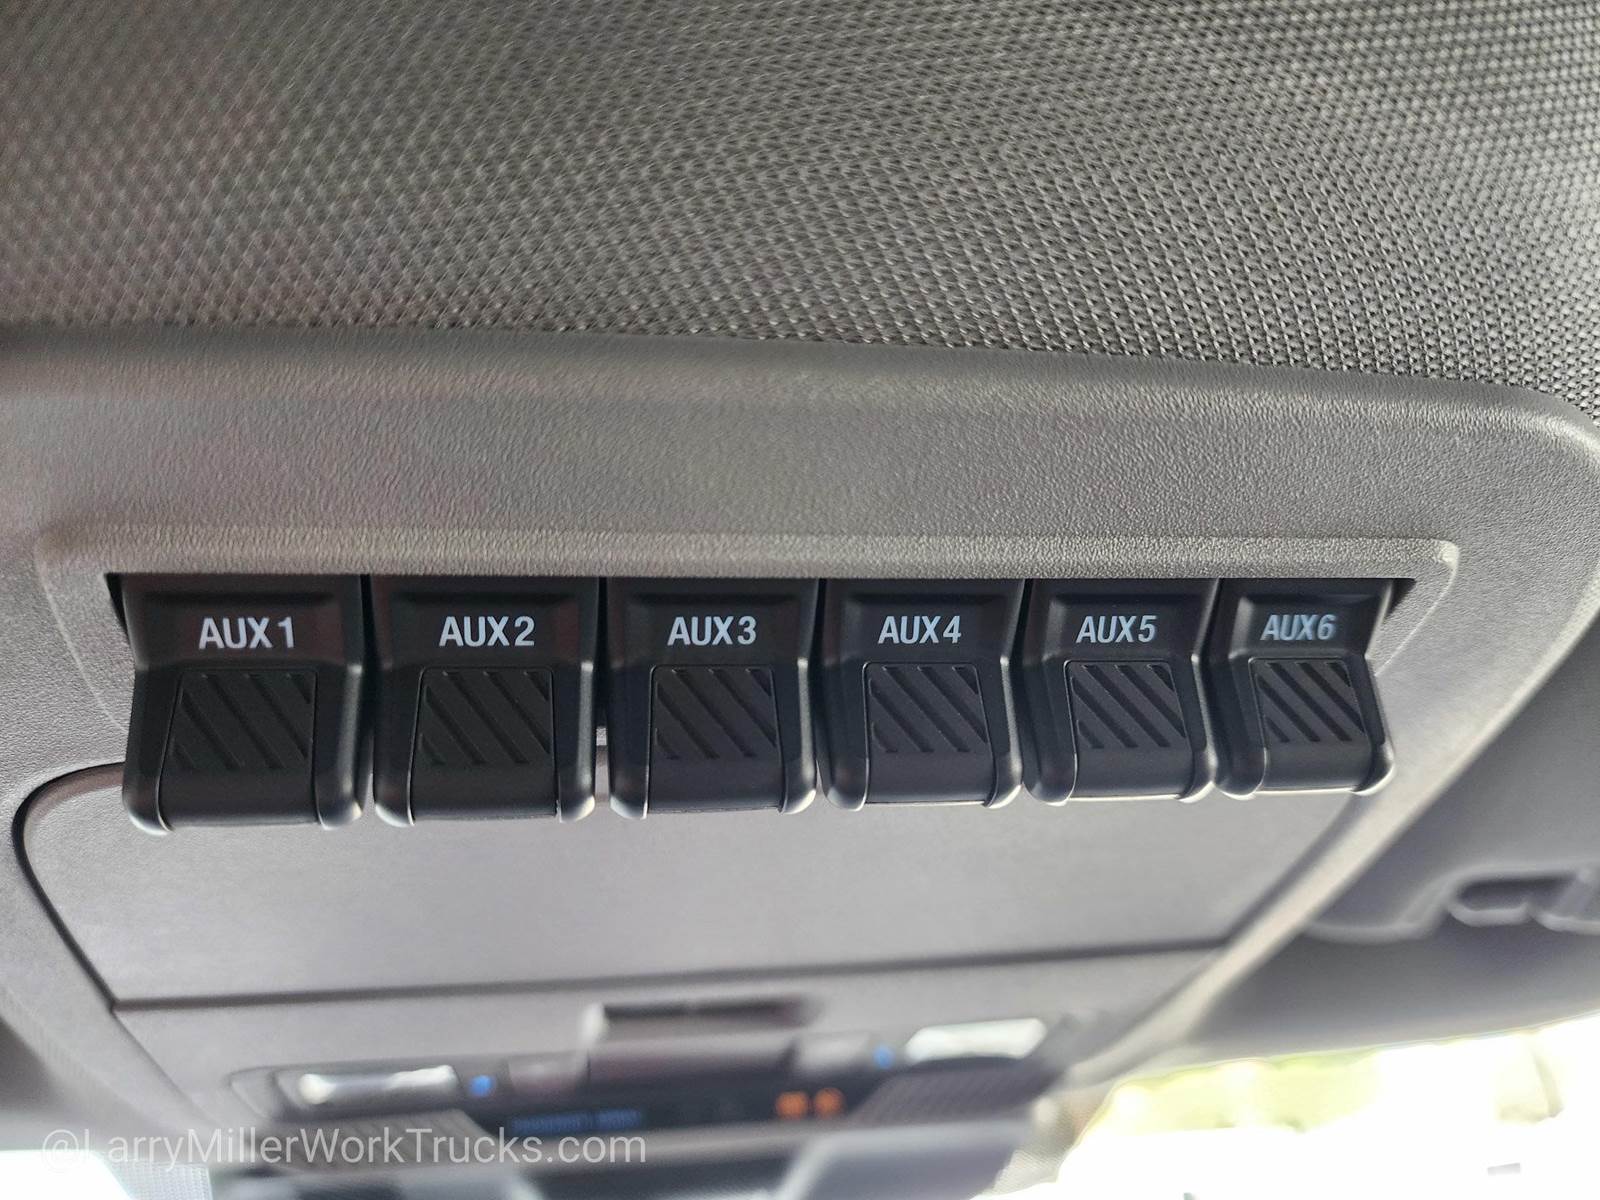 AUX1 AUX2 AUX3 AUX4 AUX5 AUX6
@LarryMillerWorkTrucks.com